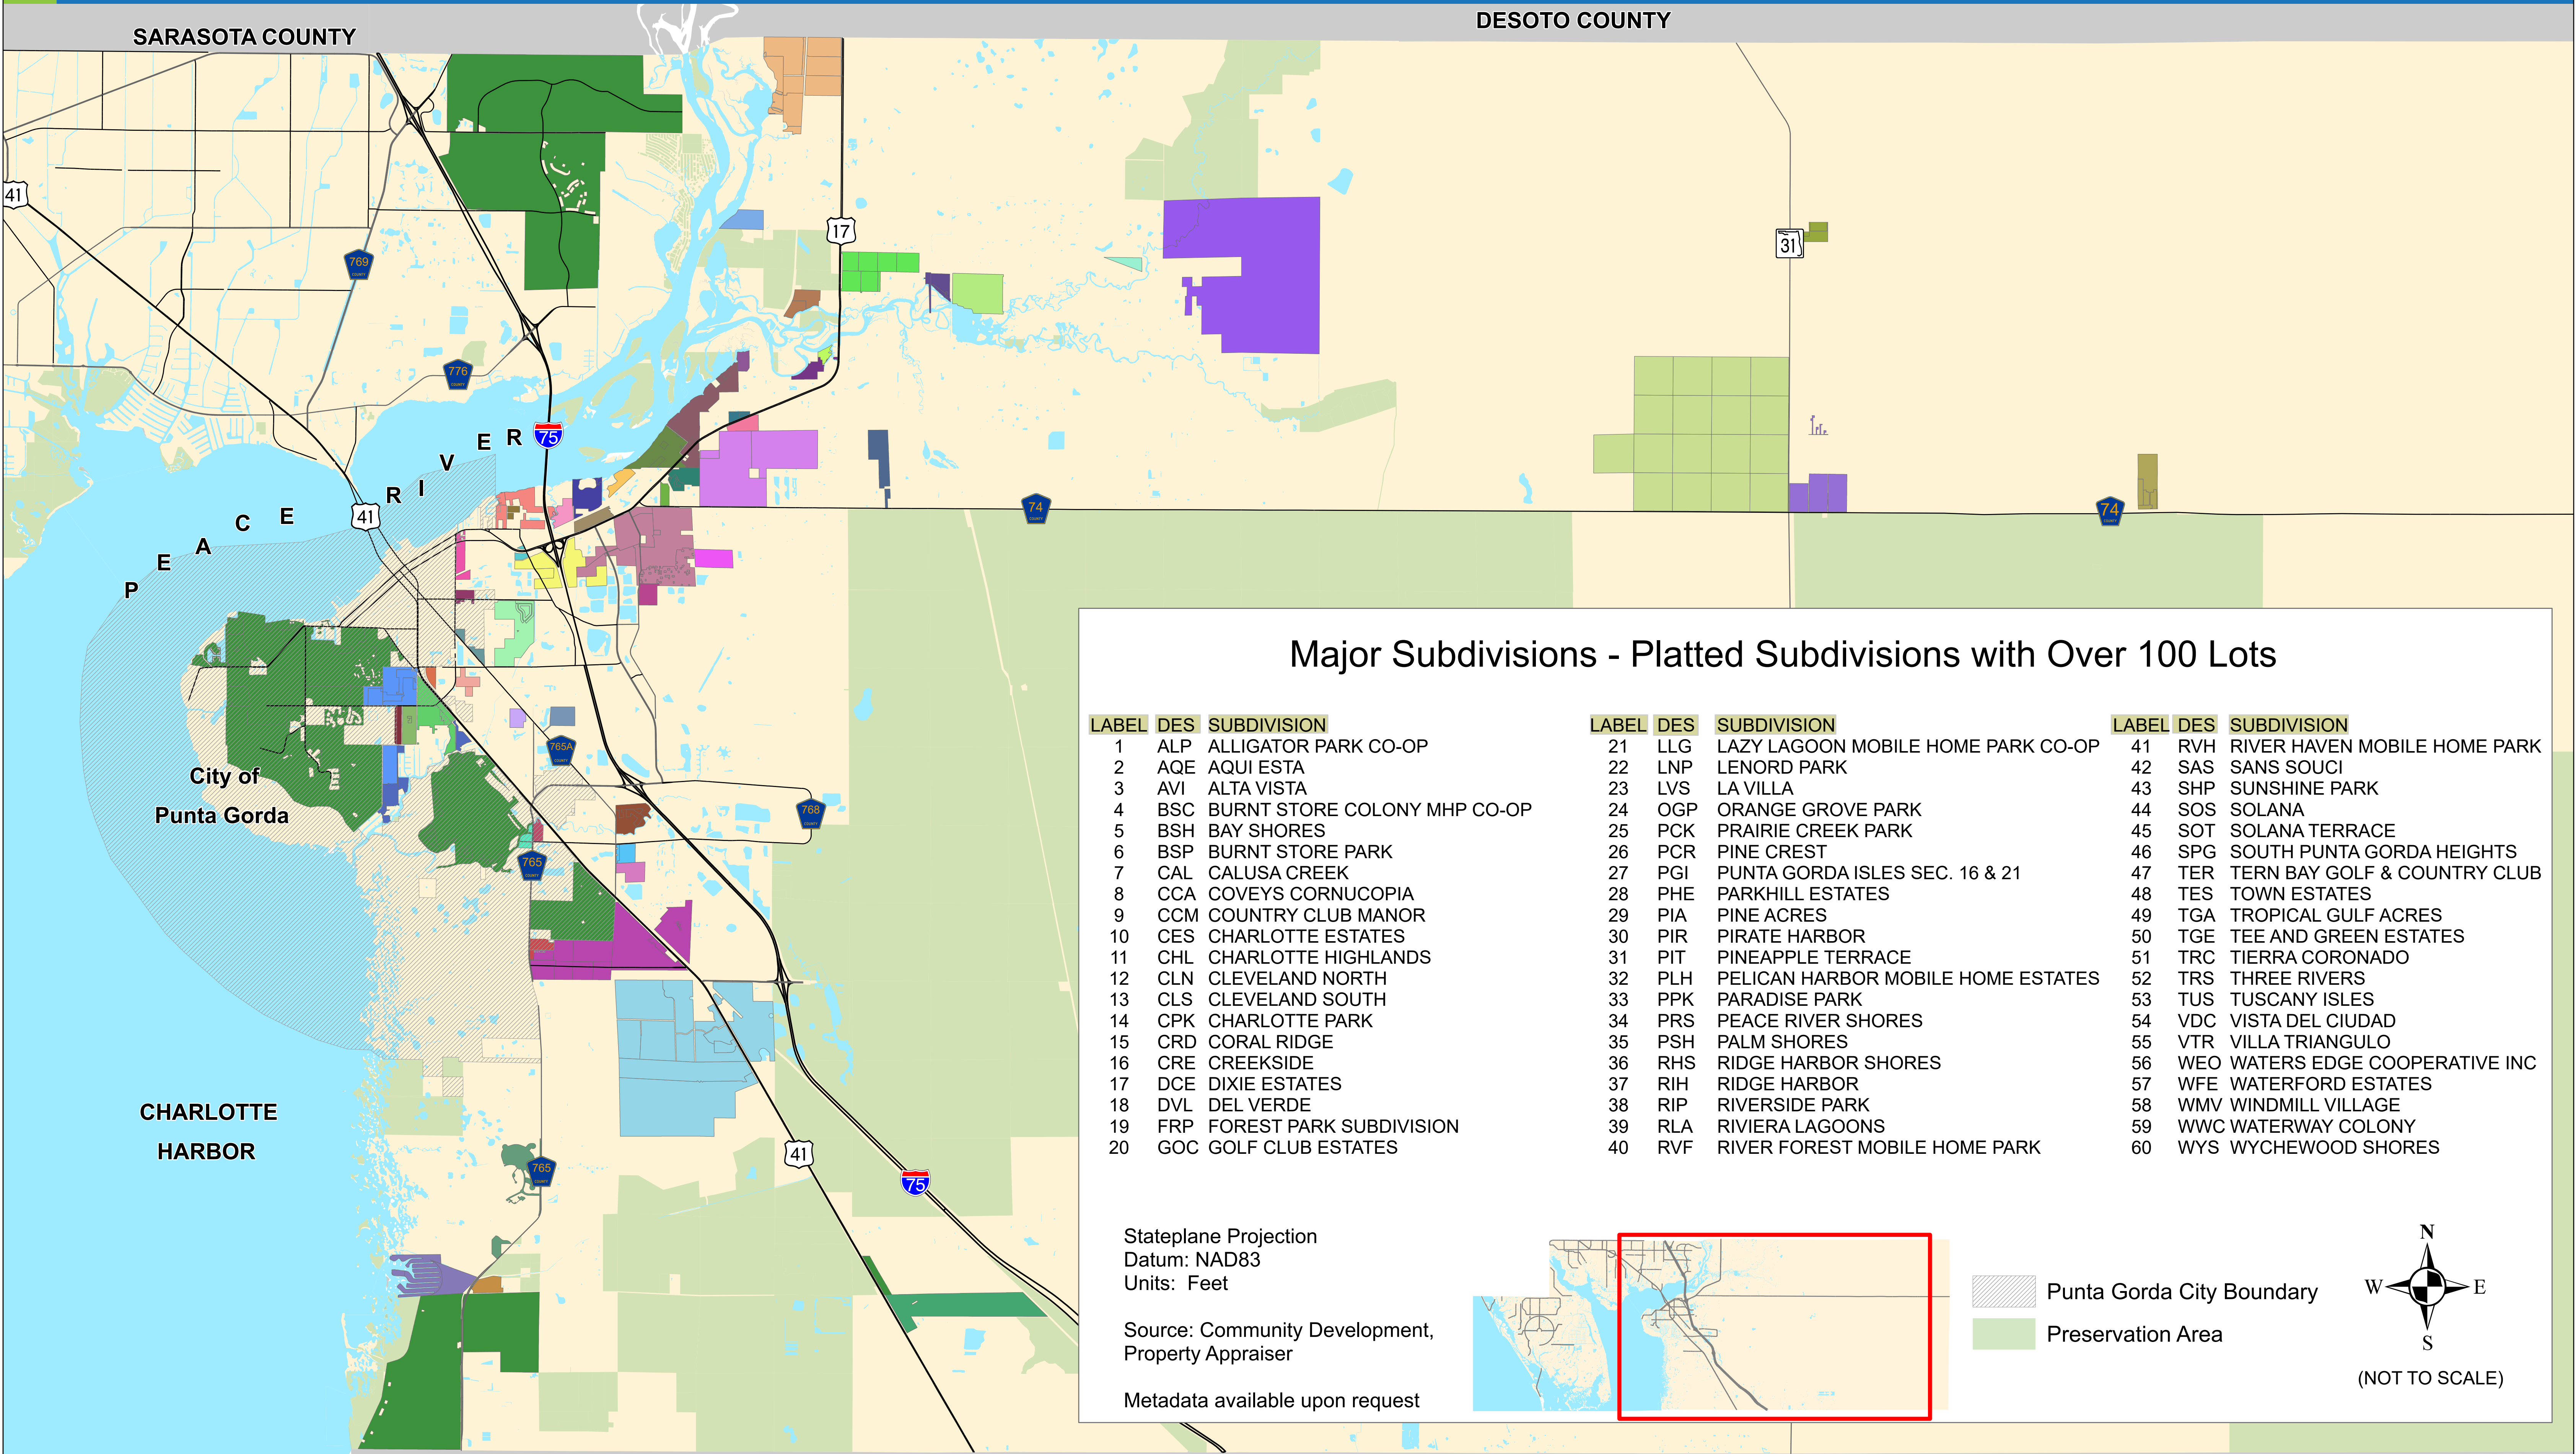 DESOTO COUNTY
SARASOTA COUNTY
41
17
31
769
COUNTY
776
COUNTY
75
PEACE RIVER
41
74
COUNTY
74
COUNTY
City of
Punta Gorda
765A
COUNTY
768
COUNTY
765
COUNTY
CHARLOTTE
HARBOR
765
COUNTY
41
75
Major Subdivisions - Platted Subdivisions with Over 100 Lots
LABEL DES SUBDIVISION
1 ALP ALLIGATOR PARK CO-OP
2 AQE AQUI ESTA
3 AVI ALTA VISTA
4 BSC BURNT STORE COLONY MHP CO-OP
5 BSH BAY SHORES
6 BSP BURNT STORE PARK
7 CAL CALUSA CREEK
8 CCA COVEYS CORNUCOPIA
9 CCM COUNTRY CLUB MANOR
10 CES CHARLOTTE ESTATES
11 CHL CHARLOTTE HIGHLANDS
12 CLN CLEVELAND NORTH
13 CLS CLEVELAND SOUTH
14 CPK CHARLOTTE PARK
15 CRD CORAL RIDGE
16 CRE CREEKSIDE
17 DCE DIXIE ESTATES
18 DVL DEL VERDE
19 FRP FOREST PARK SUBDIVISION
20 GOC GOLF CLUB ESTATES
LABEL DES SUBDIVISION
21 LLG LAZY LAGOON MOBILE HOME PARK CO-OP
22 LNP LENORD PARK
23 LVS LA VILLA
24 OGP ORANGE GROVE PARK
25 PCK PRAIRIE CREEK PARK
26 PCR PINE CREST
27 PGI PUNTA GORDA ISLES SEC. 16 & 21
28 PHE PARKHILL ESTATES
29 PIA PINE ACRES
30 PIR PIRATE HARBOR
31 PIT PINEAPPLE TERRACE
32 PLH PELICAN HARBOR MOBILE HOME ESTATES
33 PPK PARADISE PARK
34 PRS PEACE RIVER SHORES
35 PSH PALM SHORES
36 RHS RIDGE HARBOR SHORES
37 RIH RIDGE HARBOR
38 RIP RIVERSIDE PARK
39 RLA RIVIERA LAGOONS
40 RVF RIVER FOREST MOBILE HOME PARK
LABEL DES SUBDIVISION
41 RVH RIVER HAVEN MOBILE HOME PARK
42 SAS SANS SOUCI
43 SHP SUNSHINE PARK
44 SOS SOLANA
45 SOT SOLANA TERRACE
46 SPG SOUTH PUNTA GORDA HEIGHTS
47 TER TERN BAY GOLF & COUNTRY CLUB
48 TES TOWN ESTATES
49 TGA TROPICAL GULF ACRES
50 TGE TEE AND GREEN ESTATES
51 TRC TIERRA CORONADO
52 TRS THREE RIVERS
53 TUS TUSCANY ISLES
54 VDC VISTA DEL CIUDAD
55 VTR VILLA TRIANGULO
56 WEO WATERS EDGE COOPERATIVE INC
57 WFE WATERFORD ESTATES
58 WMV WINDMILL VILLAGE
59 WWC WATERWAY COLONY
60 WYS WYCHEWOOD SHORES
Stateplane Projection
Datum: NAD83
Units: Feet
Source: Community Development,
Property Appraiser
Metadata available upon request
Punta Gorda City Boundary
Preservation Area
N
W E
S
(NOT TO SCALE)